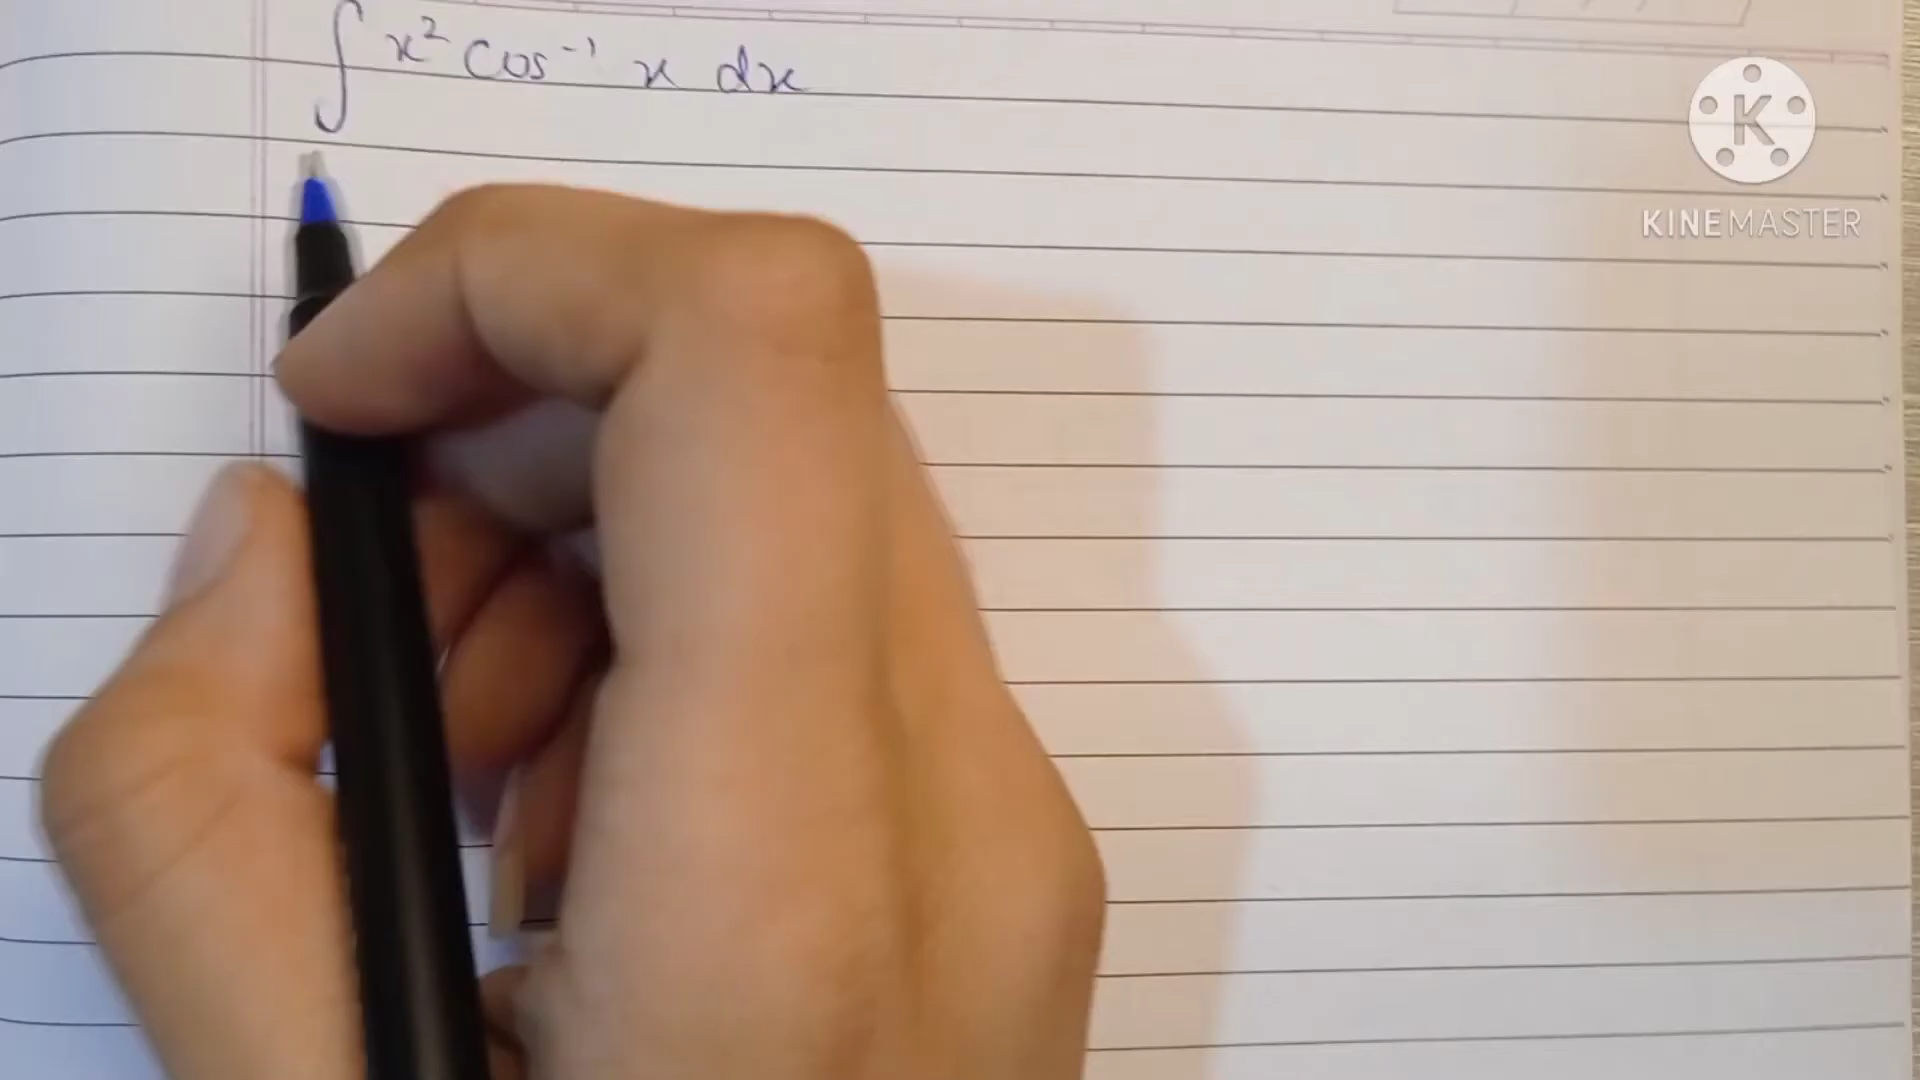 ∫ x² cos⁻¹ x dx
K
KINEMASTER